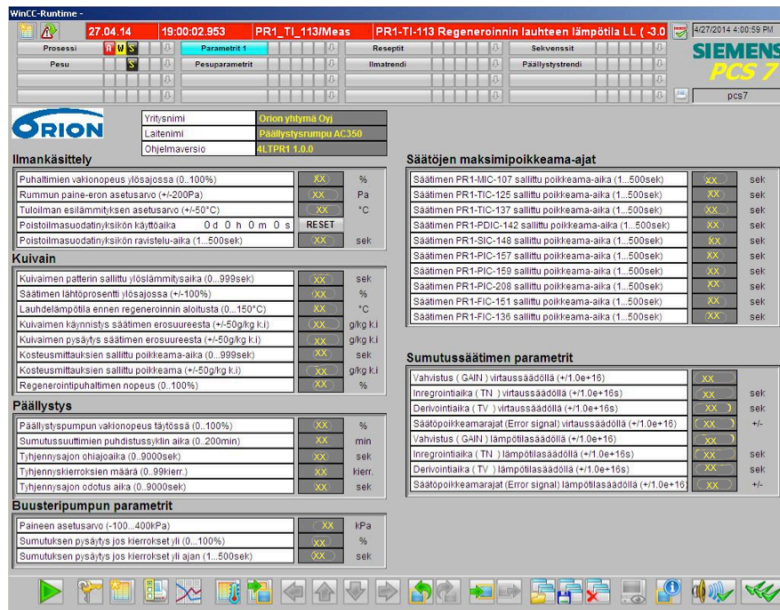 WinCC-Runtime -
27.04.14 19:00:02.953 PR1_TI_113/Meas PR1-TI-113 Regeneroinnin lauhteen lämpötila LL ( -3.0
4/27/2014 4:00:59 PM
Prosessi A W S Parametrit 1 Reseptit Sekvenssit
Pesu S Pesuparametrit Ilmatrendi Päällystystrendi
SIEMENS
PCS 7
pcs7
ORION
Yritysnimi Orion yhtymä Oyj
Laitenimi Päällystysrumpu AC350
Ohjelmaversio 4LTPR1 1.0.0
Ilmankäsittely
Puhaltimien vakionopeus ylösajossa (0..100%) XX %
Rummun paine-eron asetusarvo (+/-200Pa) XX Pa
Tuloilman esilämmityksen asetusarvo (+/-50°C) XX °C
Poistoilmasuodatinyksikön käyttöaika 0 d 0 h 0 m 0 s RESET
Poistoilmasuodatinyksikön ravistelu-aika (1...500sek) XX sek
Kuivain
Kuivaimen patterin sallittu ylöslämmitysaika (0...999sek) XX sek
Säätimen lähtöprosentti ylösajossa (+/-100%) XX %
Lauhdelämpötila ennen regeneroinnin aloitusta (0...150°C) XX °C
Kuivaimen käynnistys säätimen erosuureesta (+/-50g/kg k.i) XX g/kg k.i
Kuivaimen pysäytys säätimen erosuureesta (+/-50g/kg k.i) XX g/kg k.i
Kosteusmittauksien sallittu poikkeama-aika (0...999sek) XX sek
Kosteusmittauksien sallittu poikkeama (+/-50g/kg k.i) XX g/kg k.i
Regenerointipuhaltimen nopeus (0..100%) XX %
Päällystys
Päällystyspumpun vakionopeus täytössä (0..100%) XX %
Sumutussuuttimien puhdistussyklin aika (0..200min) XX min
Tyhjennysajon ohiajoaika (0...9000sek) XX sek
Tyhjennyskierroksien määrä (0..99kierr.) XX kierr.
Tyhjennysajon odotus aika (0..9000sek) XX sek
Buusteripumpun parametrit
Paineen asetusarvo (-100...400kPa) XX kPa
Sumutuksen pysäytys jos kierrokset yli (0...100%) XX %
Sumutuksen pysäytys jos kierrokset yli ajan (1...500sek) XX sek
Säätöjen maksimipoikkeama-ajat
Säätimen PR1-MIC-107 sallittu poikkeama-aika (1...500sek) XX sek
Säätimen PR1-TIC-125 sallittu poikkeama-aika (1...500sek) XX sek
Säätimen PR1-TIC-137 sallittu poikkeama-aika (1...500sek) XX sek
Säätimen PR1-PDIC-142 sallittu poikkeama-aika (1...500sek) XX sek
Säätimen PR1-SIC-148 sallittu poikkeama-aika (1...500sek) XX sek
Säätimen PR1-PIC-157 sallittu poikkeama-aika (1...500sek) XX sek
Säätimen PR1-PIC-159 sallittu poikkeama-aika (1...500sek) XX sek
Säätimen PR1-PIC-208 sallittu poikkeama-aika (1...500sek) XX sek
Säätimen PR1-FIC-151 sallittu poikkeama-aika (1...500sek) XX sek
Säätimen PR1-FIC-136 sallittu poikkeama-aika (1...500sek) XX sek
Sumutussäätimen parametrit
Vahvistus ( GAIN ) virtaussäädöllä (+/1.0e+16) XX
Inregrointiaika ( TN ) virtaussäädöllä (+/1.0e+16s) XX sek
Derivointiaika ( TV ) virtaussäädöllä (+/1.0e+16s) XX sek
Säätöpoikkeamarajat (Error signal) virtaussäädöllä (+/1.0e+16) XX +/-
Vahvistus ( GAIN ) lämpötilasäädöllä (+/1.0e+16) XX
Inregrointiaika ( TN ) lämpötilasäädöllä (+/1.0e+16s) XX sek
Derivointiaika ( TV ) lämpötilasäädöllä (+/1.0e+16s) XX sek
Säätöpoikkeamarajat (Error signal) lämpötilasäädöllä (+/1.0e+16) XX +/-